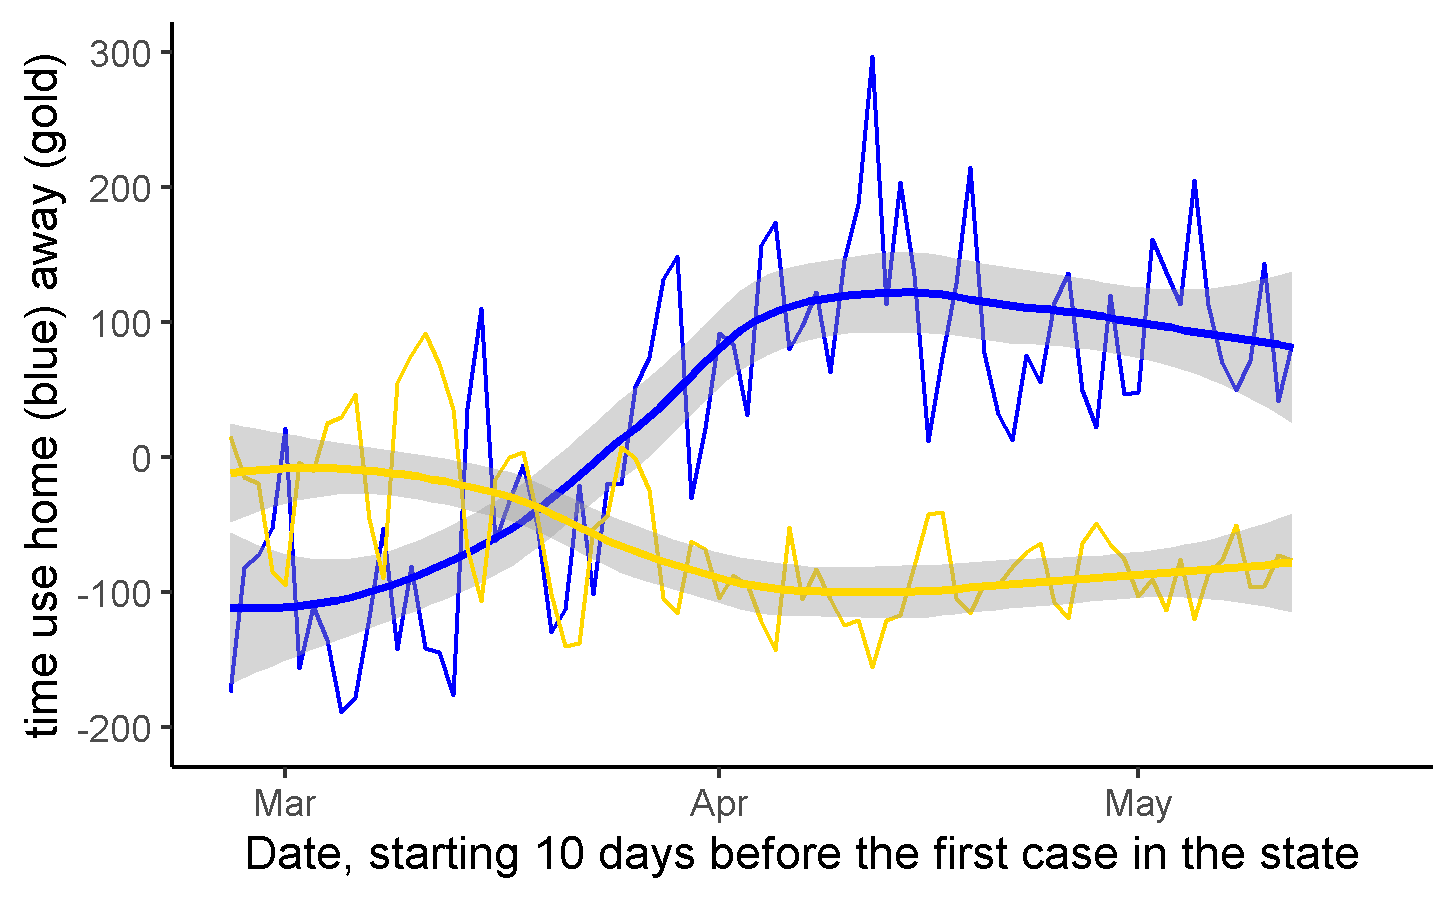 time use home (blue) away (gold)
300
200
100
0
-100
-200
Mar
Apr
May
Date, starting 10 days before the first case in the state